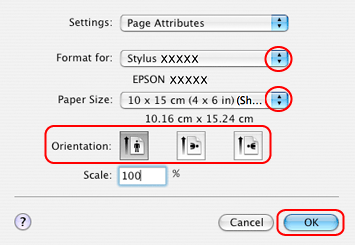 Settings: Page Attributes
Format for: Stylus XXXXX
EPSON XXXXX
Paper Size: 10 x 15 cm (4 x 6 in) (Sh...
10.16 cm x 15.24 cm
Orientation:
Scale: 100 %
? Cancel OK